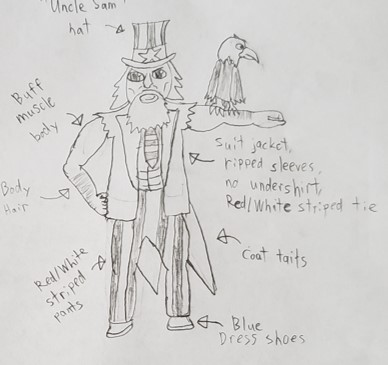 "Uncle Sam"
hat
Buff
muscle
body
Body
Hair
Suit jacket,
ripped sleeves,
no undershirt,
Red/White striped tie
Coat tails
Red/White
striped
pants
Blue
Dress shoes